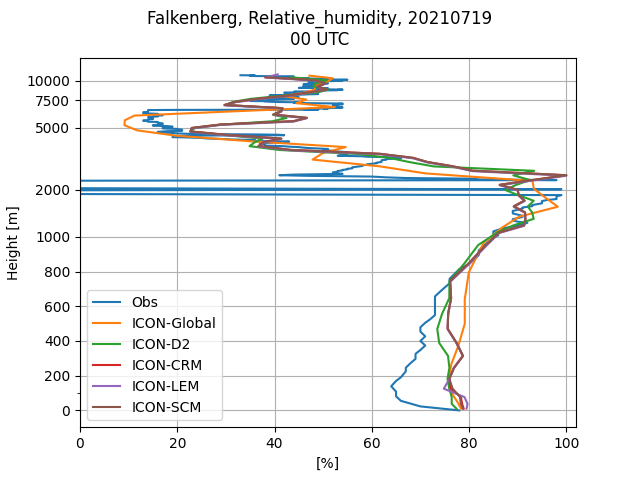 Falkenberg, Relative_humidity, 20210719
00 UTC
Height [m]
10000
7500
5000
2000
1000
800
600
400
200
0
Obs
ICON-Global
ICON-D2
ICON-CRM
ICON-LEM
ICON-SCM
0 20 40 60 80 100
[%]